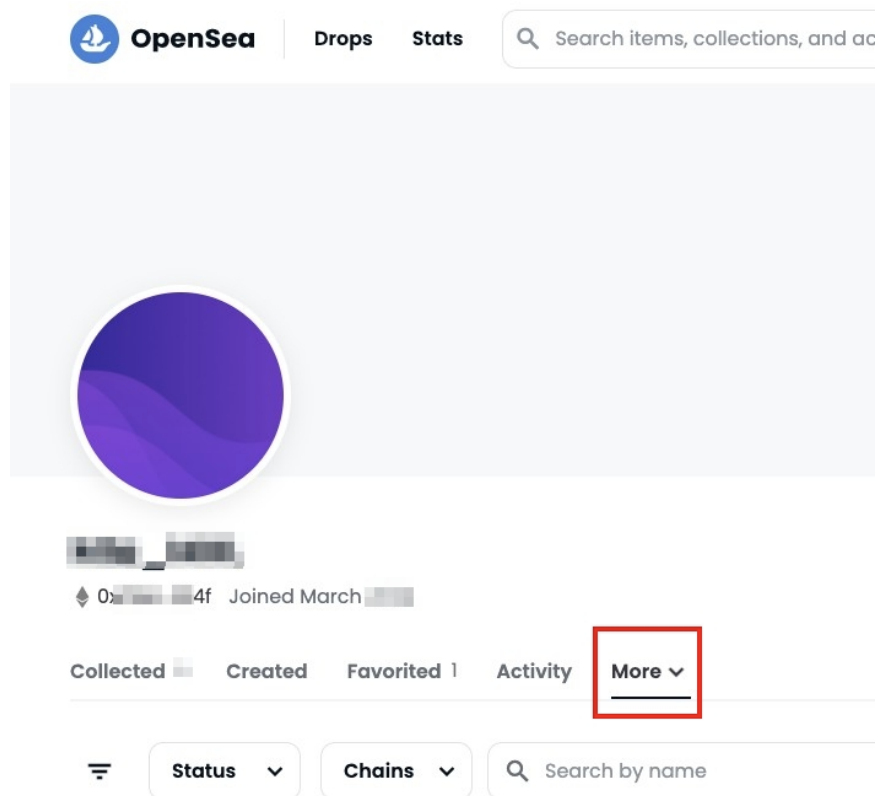 OpenSea Drops Stats Search items, collections, and ac
4f Joined March
Collected Created Favorited 1 Activity More
Status Chains Search by name